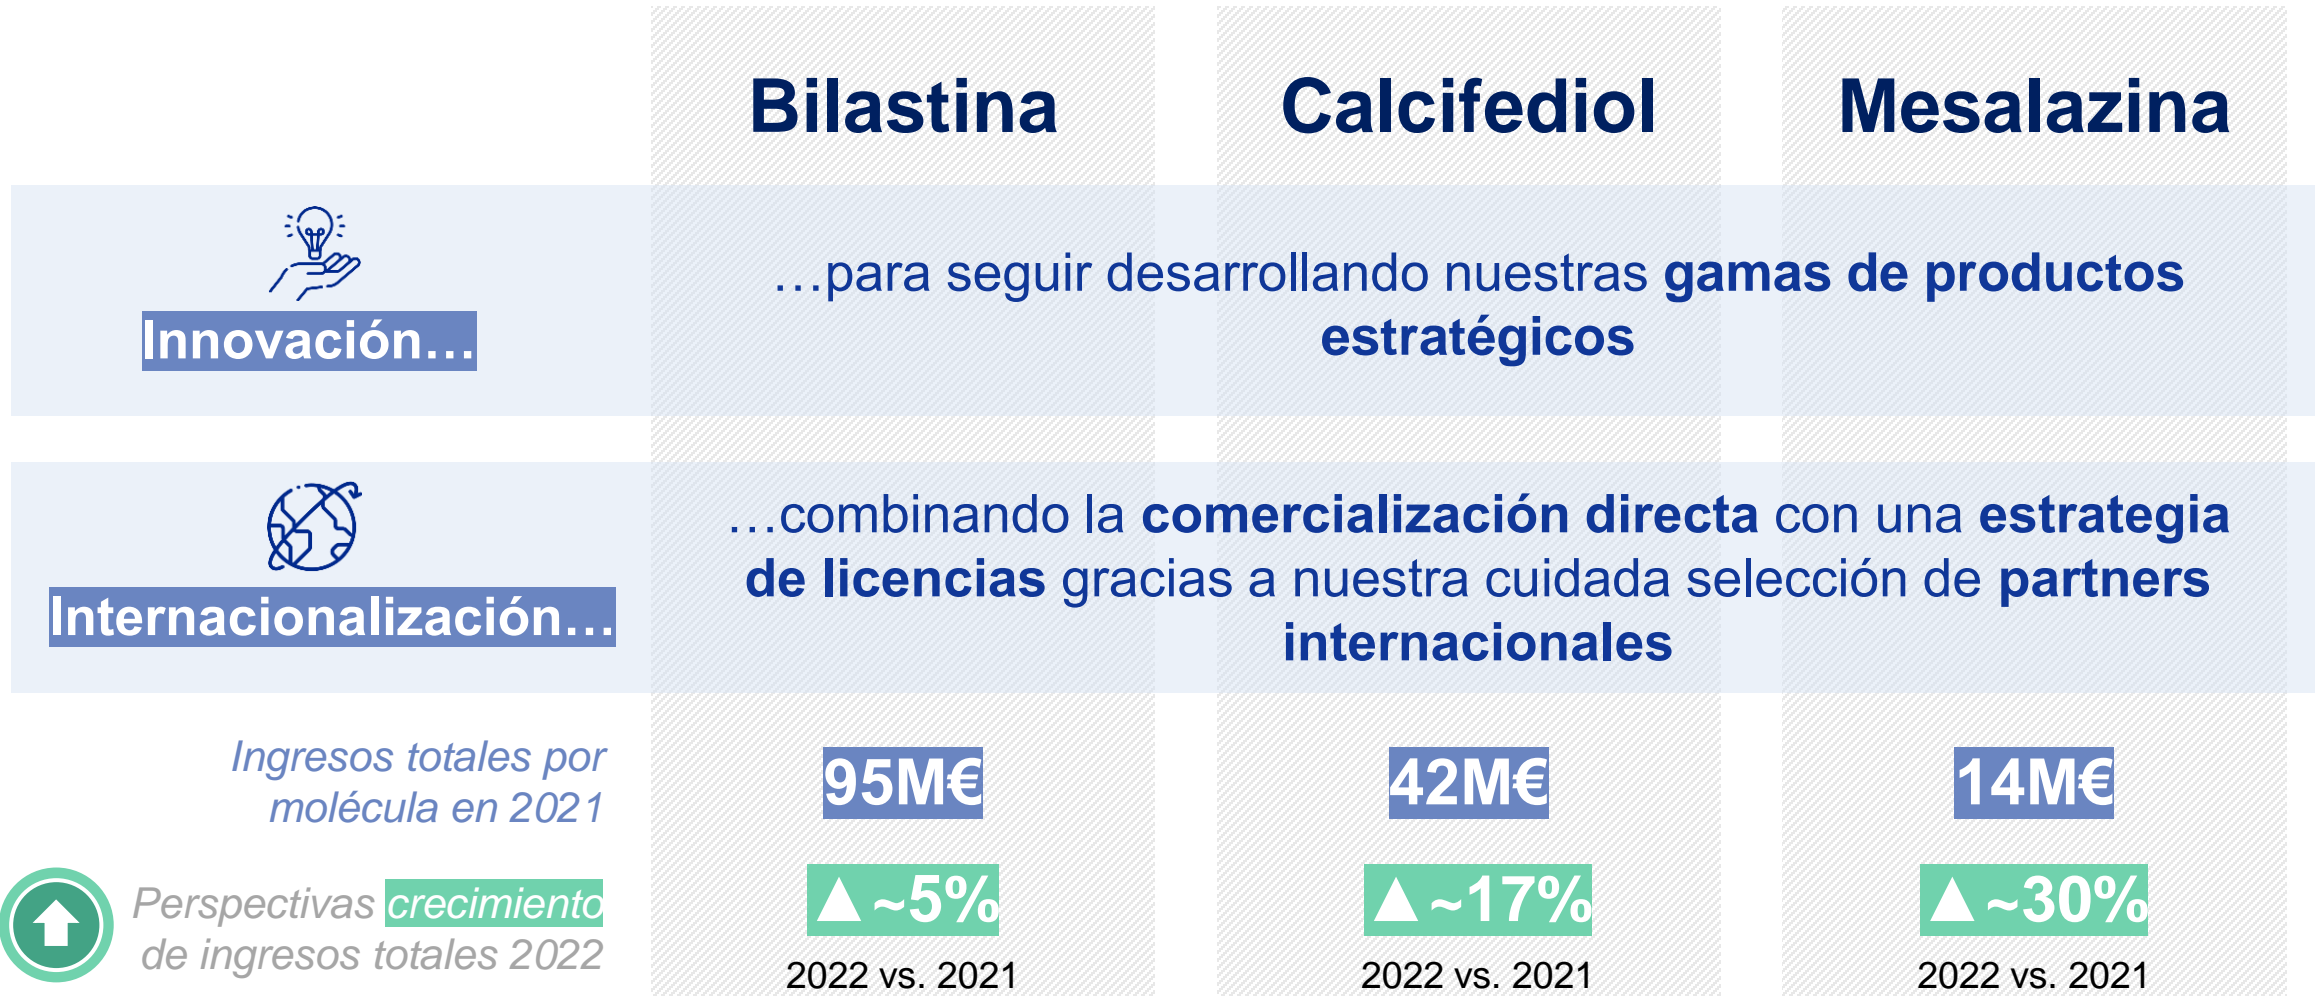 Bilastina
Calcifediol
Mesalazina
Innovación…
…para seguir desarrollando nuestras gamas de productos
estratégicos
Internacionalización…
…combinando la comercialización directa con una estrategia
de licencias gracias a nuestra cuidada selección de partners
internacionales
Ingresos totales por
molécula en 2021
95M€
42M€
14M€
Perspectivas crecimiento
de ingresos totales 2022
▲~5%
▲~17%
▲~30%
2022 vs. 2021
2022 vs. 2021
2022 vs. 2021